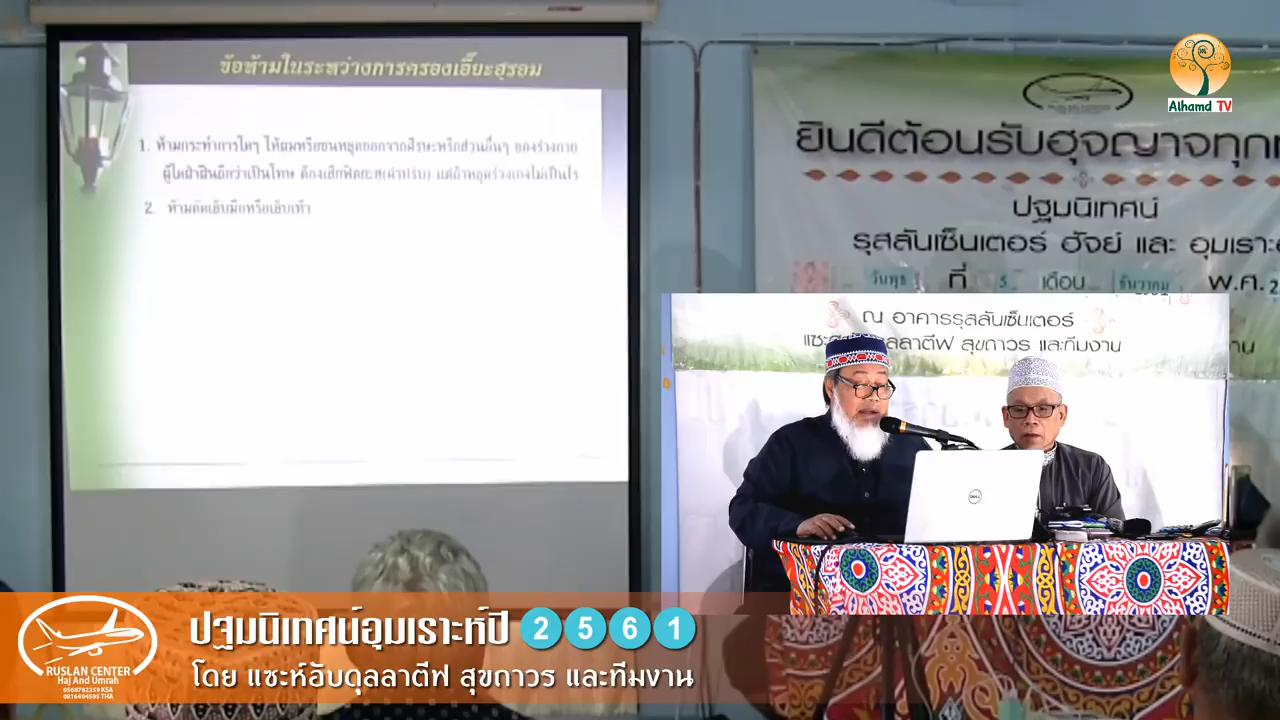 ข้อห้ามในระหว่างการครองเอี๊ยะฮรอม
1. ห้ามกระทำการใดๆ ให้ผมหรือขนหลุดออกจากศีรษะหรือส่วนอื่นๆ ของร่างกาย
ผู้ใดฝ่าฝืนถือว่าเป็นโทษ ต้องเสีย(ค่าปรับ) แต่ถ้าหลุดร่วงเองไม่เป็นไร
2. ห้ามตัดเล็บมือหรือเล็บเท้า
Alhamd TV
ยินดีต้อนรับฮุจญาจทุก
ปฐมนิเทศน์
รุสลันเซ็นเตอร์ ฮัจย์ และ อุมเราะ
วันพุธ ที่ 5 เดือน ธันวาคม พ.ศ. 2
ณ อาคารรุสลันเซ็นเตอร์
แซะ ลลาตีฟ สุขถาวร และทีมงาน
DELL
RUSLAN CENTER
Haj And Umrah
0568782259 KSA
0816494595 THA
ปฐมนิเทศน์อุมเราะห์ปี 2561
โดย แซะห์อับดุลลาตีฟ สุขถาวร และทีมงาน